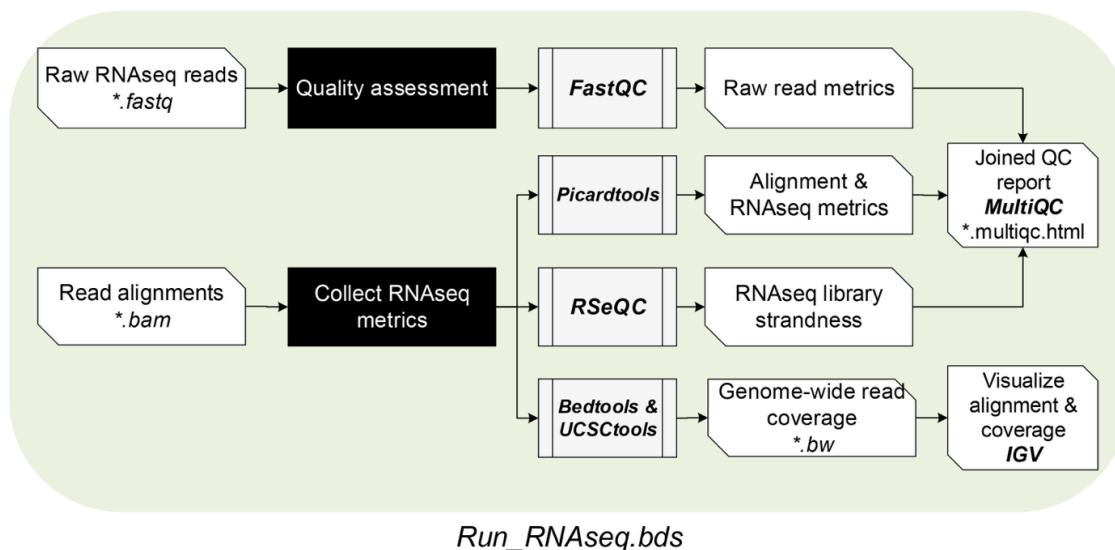 Raw RNAseq reads
*.fastq
Quality assessment
FastQC
Raw read metrics
Picardtools
Alignment &
RNAseq metrics
Joined QC
report
MultiQC
*.multiqc.html
Read alignments
*.bam
Collect RNAseq
metrics
RSeQC
RNAseq library
strandness
Bedtools &
UCSCtools
Genome-wide read
coverage
*.bw
Visualize
alignment &
coverage
IGV
Run_RNAseq.bds